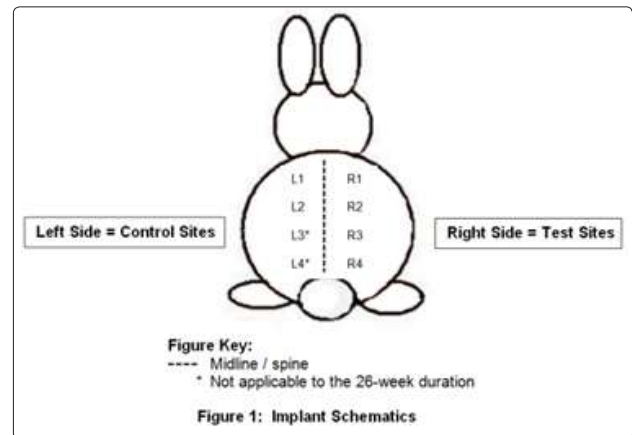 L1 R1
L2 R2
L3* R3
L4* R4
Left Side = Control Sites
Right Side = Test Sites
Figure Key:
---- Midline / spine
* Not applicable to the 26-week duration
Figure 1: Implant Schematics